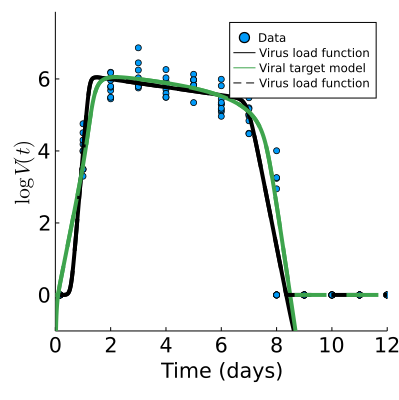 Data
Virus load function
Viral target model
Virus load function
6
4
2
0
log V(t)
0 2 4 6 8 10 12
Time (days)